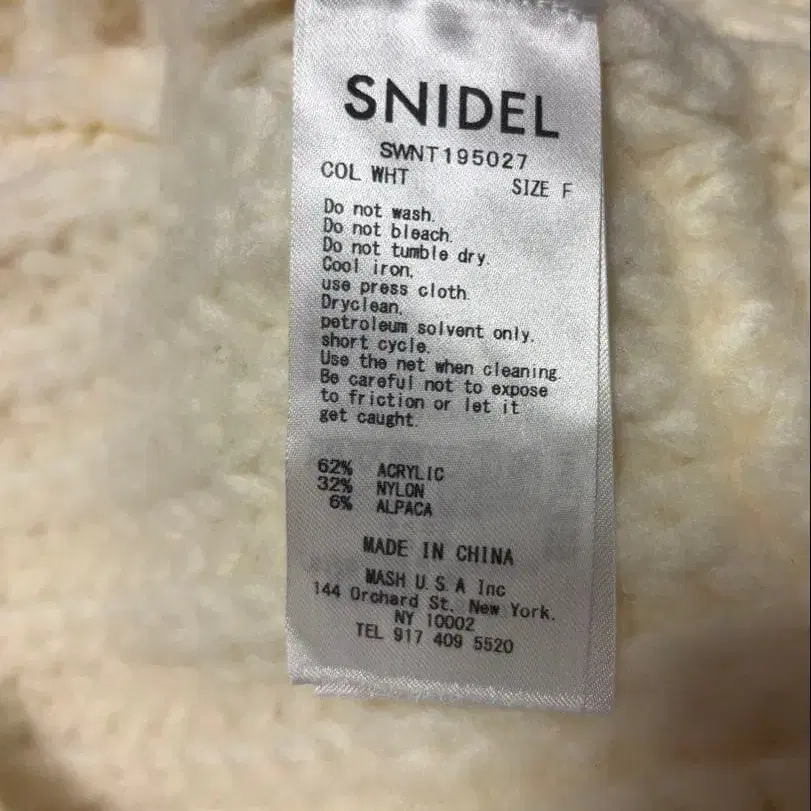 SNIDEL
SWNT195027
COL WHT SIZE F
Do not wash.
Do not bleach.
Do not tumble dry.
Cool iron,
use press cloth.
Dryclean,
petroleum solvent only.
short cycle.
Use the net when cleaning.
Be careful not to expose
to friction or let it
get caught.
62% ACRYLIC
32% NYLON
6% ALPACA
MADE IN CHINA
MASH U.S.A Inc
144 Orchard St. New York.
NY 10002
TEL 917 409 5520